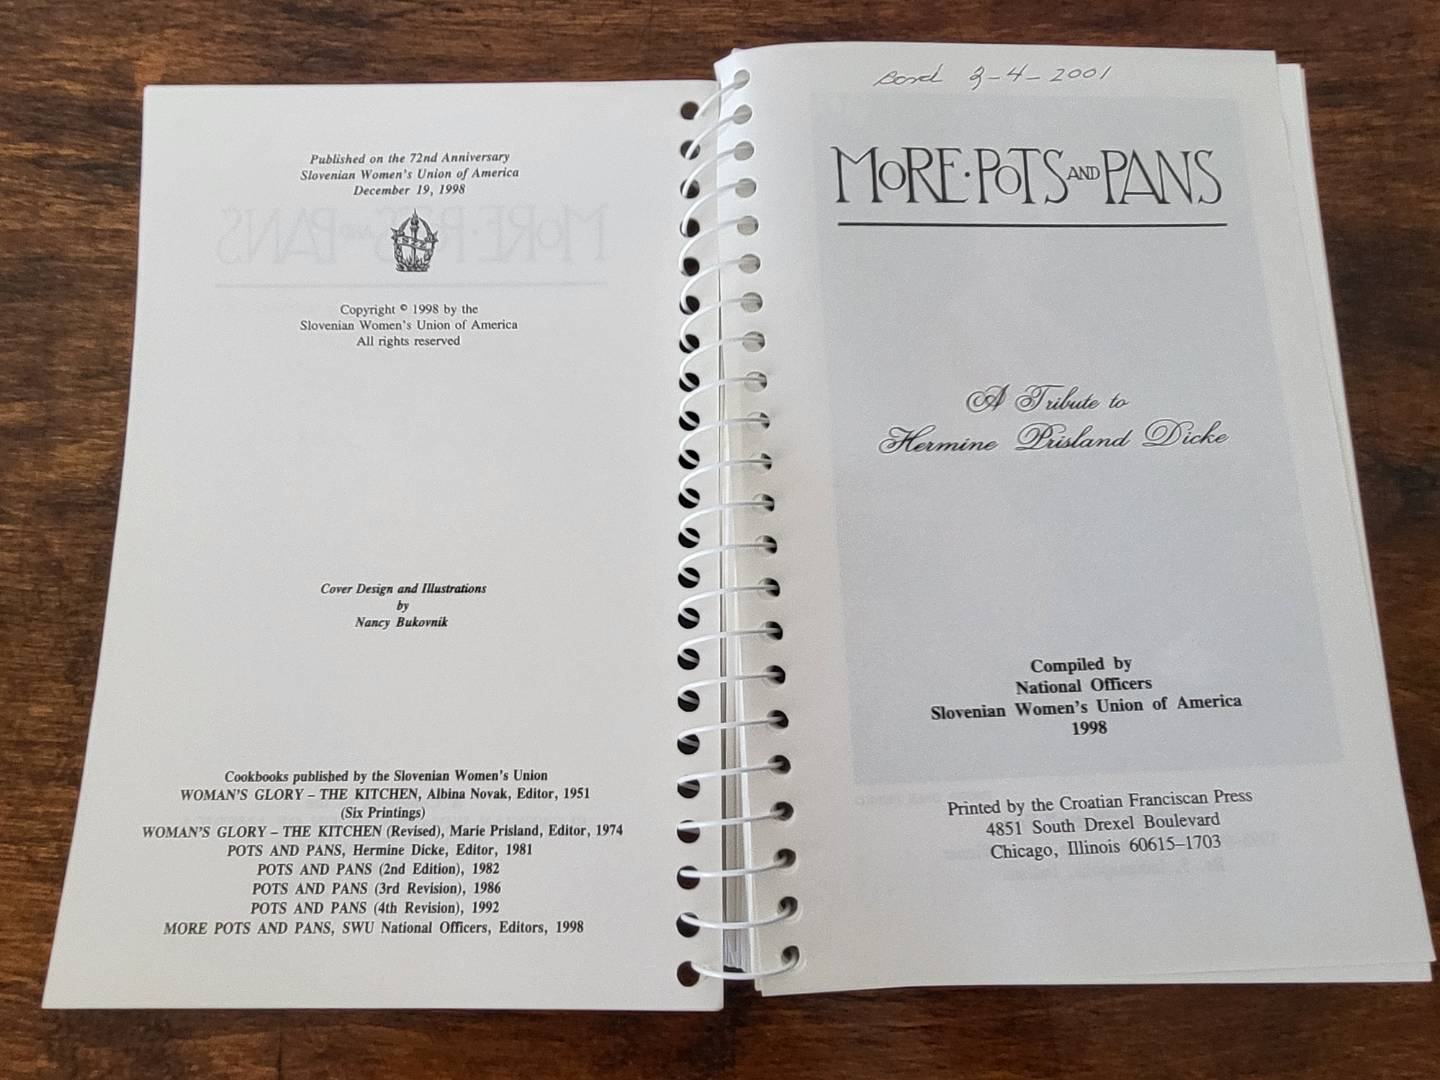 Published on the 72nd Anniversary
Slovenian Women's Union of America
December 19, 1998
Copyright © 1998 by the
Slovenian Women's Union of America
All rights reserved
Cover Design and Illustrations
by
Nancy Bukovnik
Cookbooks published by the Slovenian Women's Union
WOMAN'S GLORY – THE KITCHEN, Albina Novak, Editor, 1951
(Six Printings)
WOMAN'S GLORY – THE KITCHEN (Revised), Marie Prisland, Editor, 1974
POTS AND PANS, Hermine Dicke, Editor, 1981
POTS AND PANS (2nd Edition), 1982
POTS AND PANS (3rd Revision), 1986
POTS AND PANS (4th Revision), 1992
MORE POTS AND PANS, SWU National Officers, Editors, 1998
3-4-2001
MORE·POTS AND PANS
A Tribute to
Hermine Prisland Dicke
Compiled by
National Officers
Slovenian Women's Union of America
1998
Printed by the Croatian Franciscan Press
4851 South Drexel Boulevard
Chicago, Illinois 60615–1703